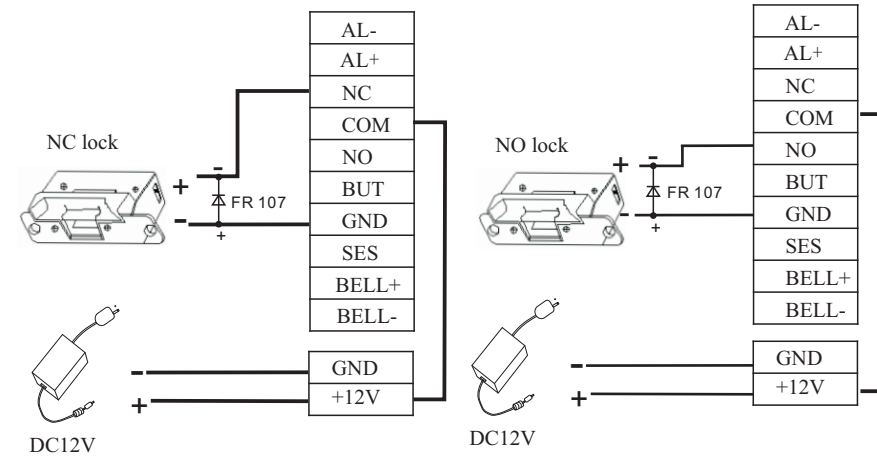 NC lock
+
-
-
FR 107
+
AL-
AL+
NC
COM
NO
BUT
GND
SES
BELL+
BELL-
GND
+12V
-
+
DC12V
NO lock
+
-
-
FR 107
+
AL-
AL+
NC
COM
NO
BUT
GND
SES
BELL+
BELL-
GND
+12V
-
+
DC12V